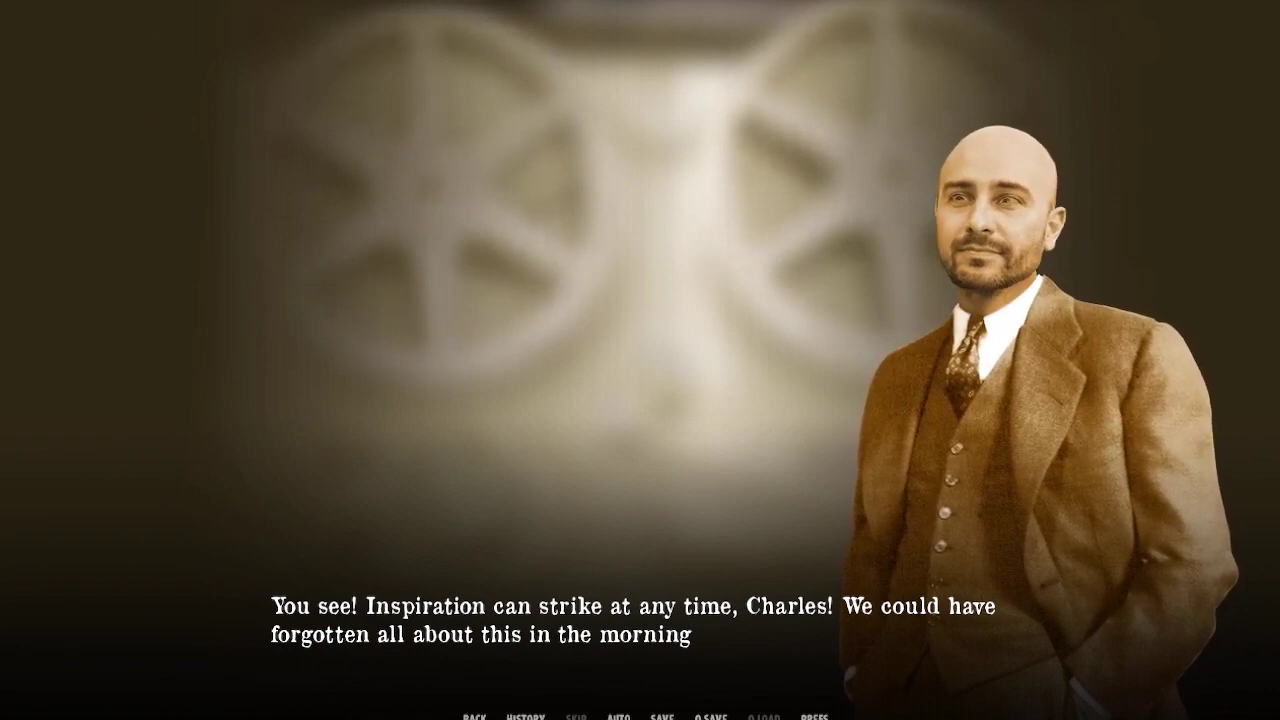 You see! Inspiration can strike at any time, Charles! We could have
forgotten all about this in the morning
BACK HISTORY SKIP AUTO SAVE Q.SAVE Q.LOAD PREFS